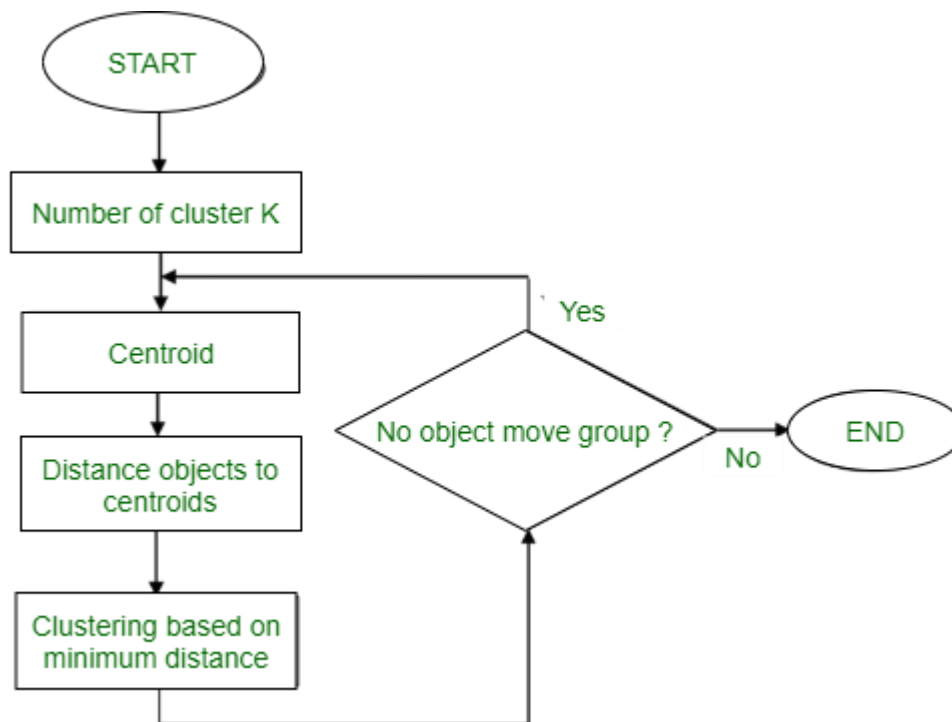 START
Number of cluster K
Centroid
Distance objects to
centroids
Clustering based on
minimum distance
No object move group ?
Yes
No
END